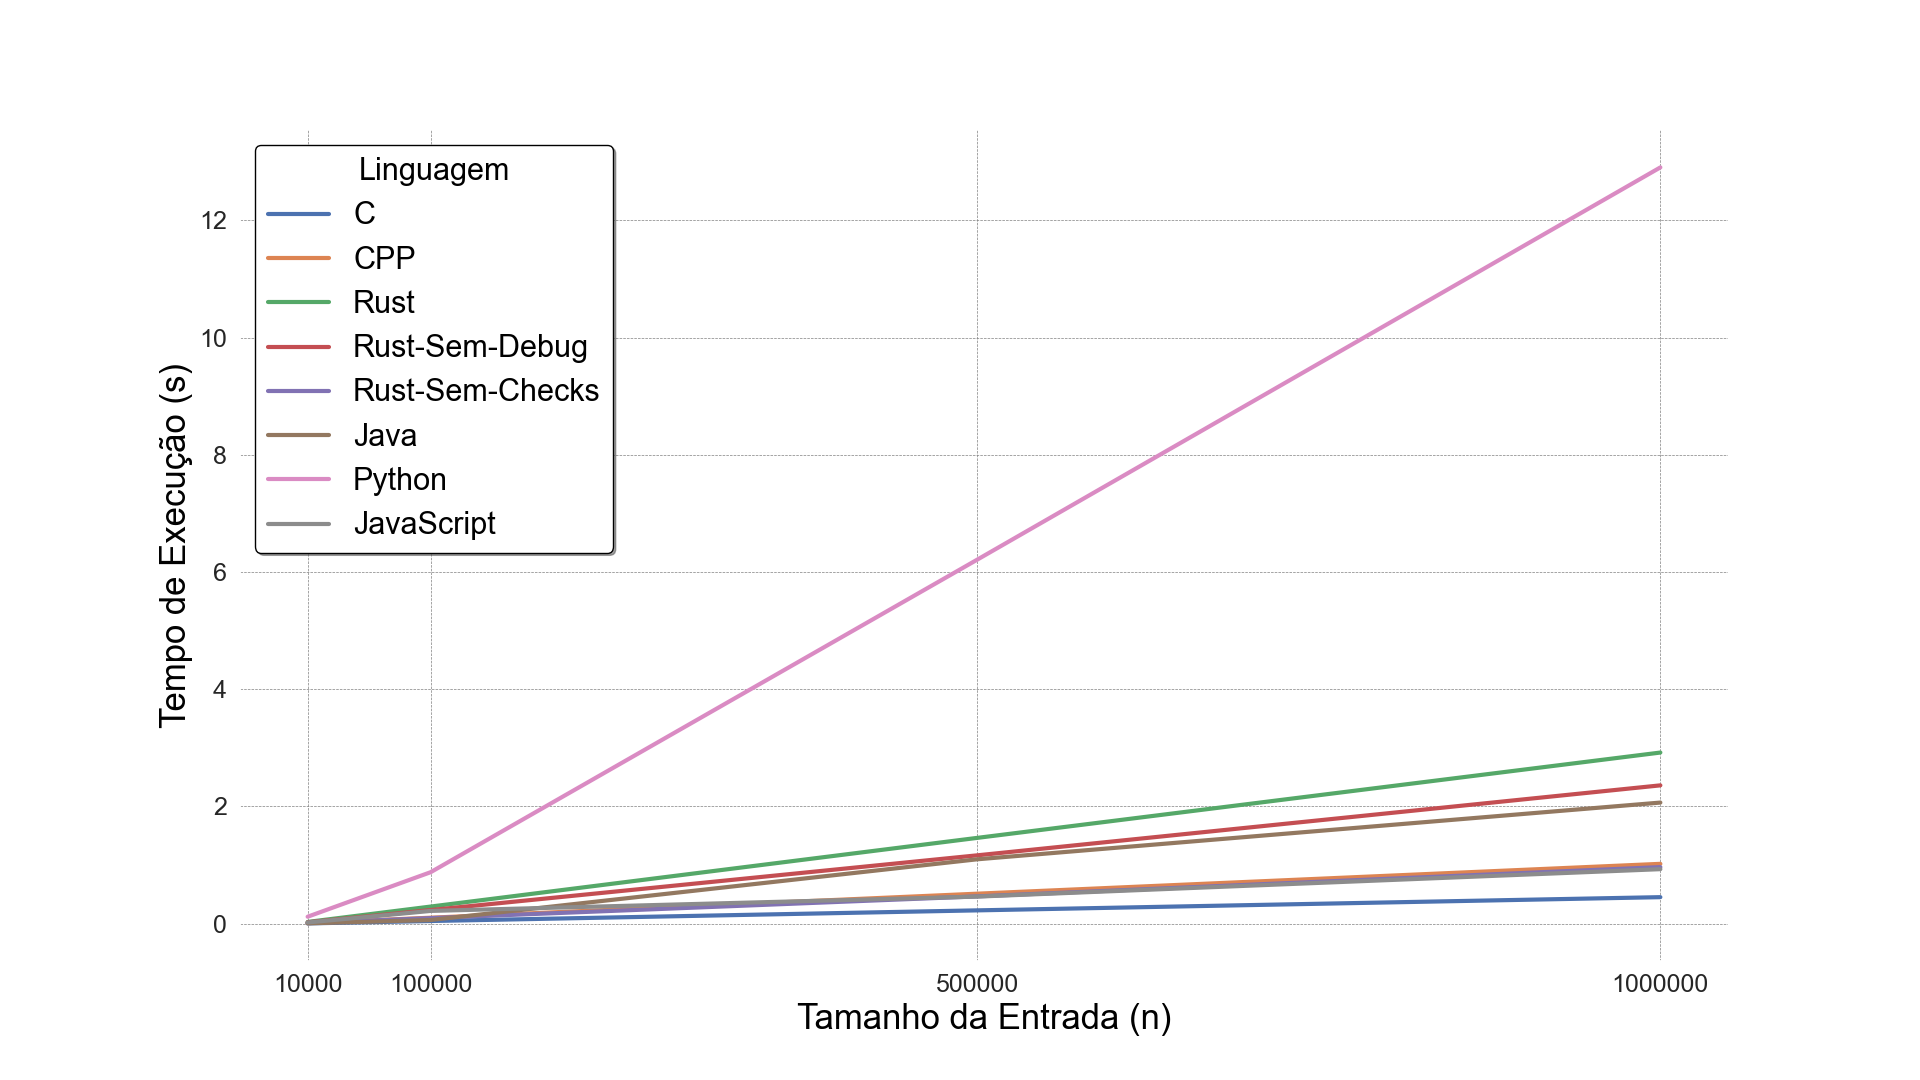 Linguagem
C
CPP
Rust
Rust-Sem-Debug
Rust-Sem-Checks
Java
Python
JavaScript
Tempo de Execução (s)
12
10
8
6
4
2
0
10000 100000 500000 1000000
Tamanho da Entrada (n)